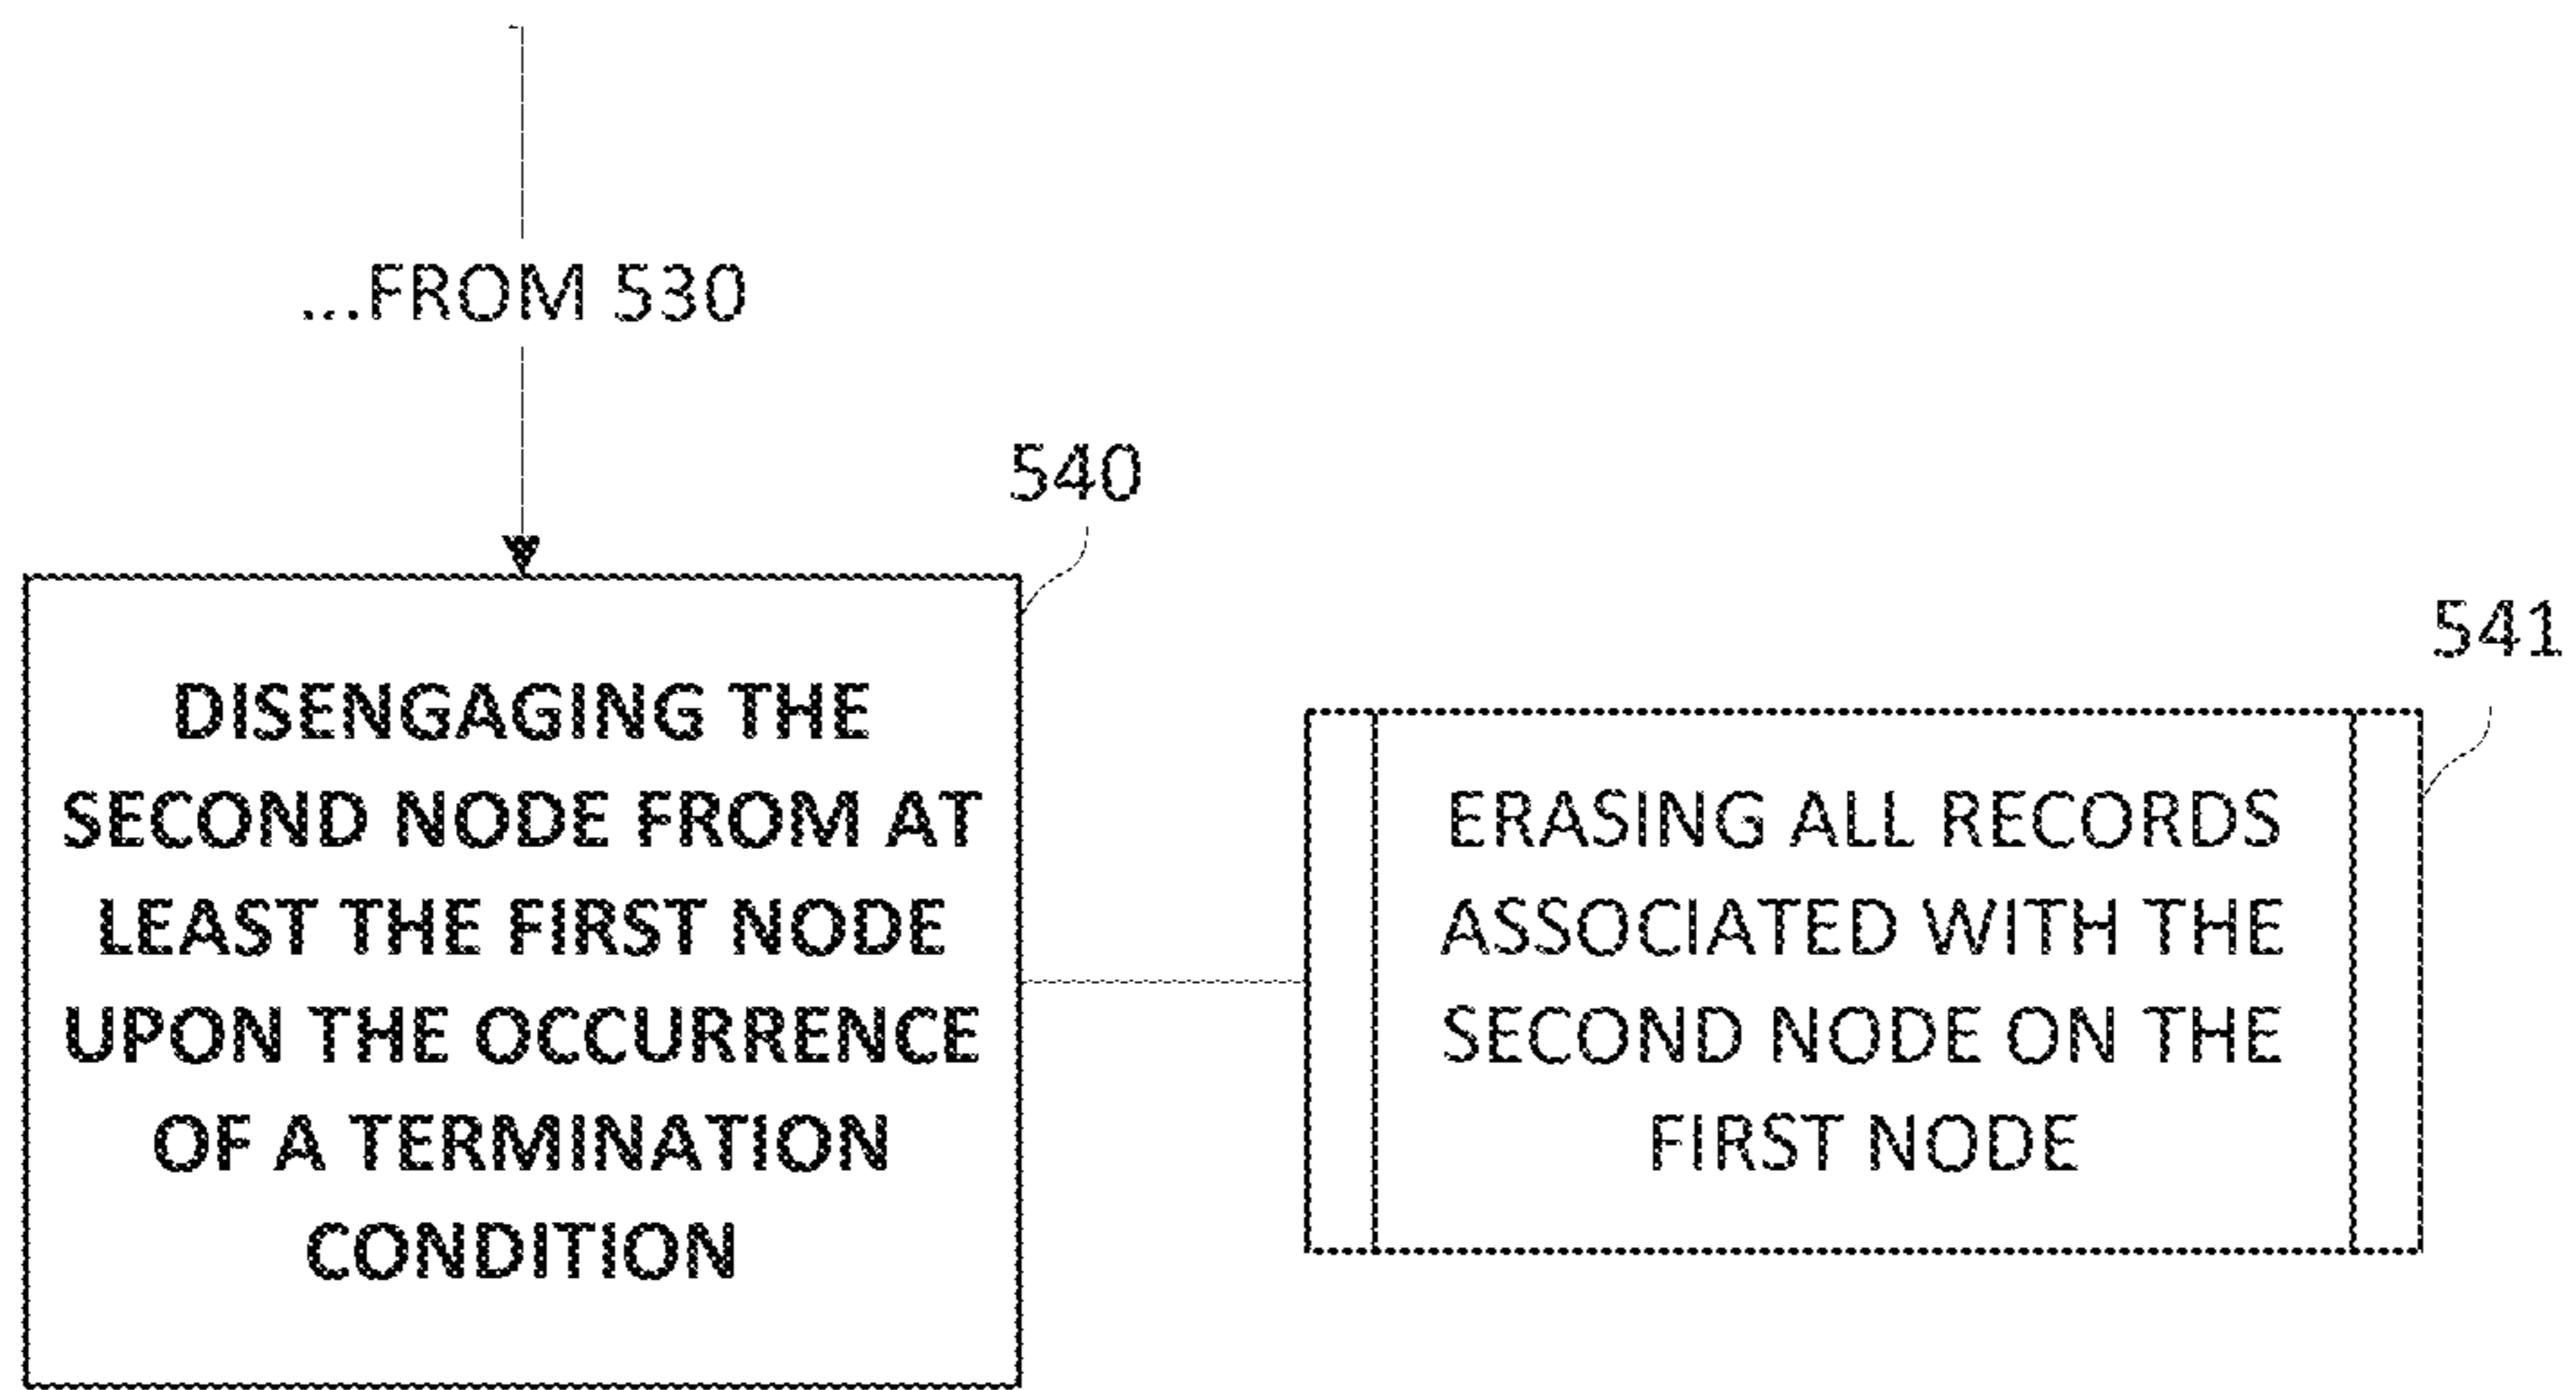 ...FROM 530
540
DISENGAGING THE
SECOND NODE FROM AT
LEAST THE FIRST NODE
UPON THE OCCURRENCE
OF A TERMINATION
CONDITION
541
ERASING ALL RECORDS
ASSOCIATED WITH THE
SECOND NODE ON THE
FIRST NODE